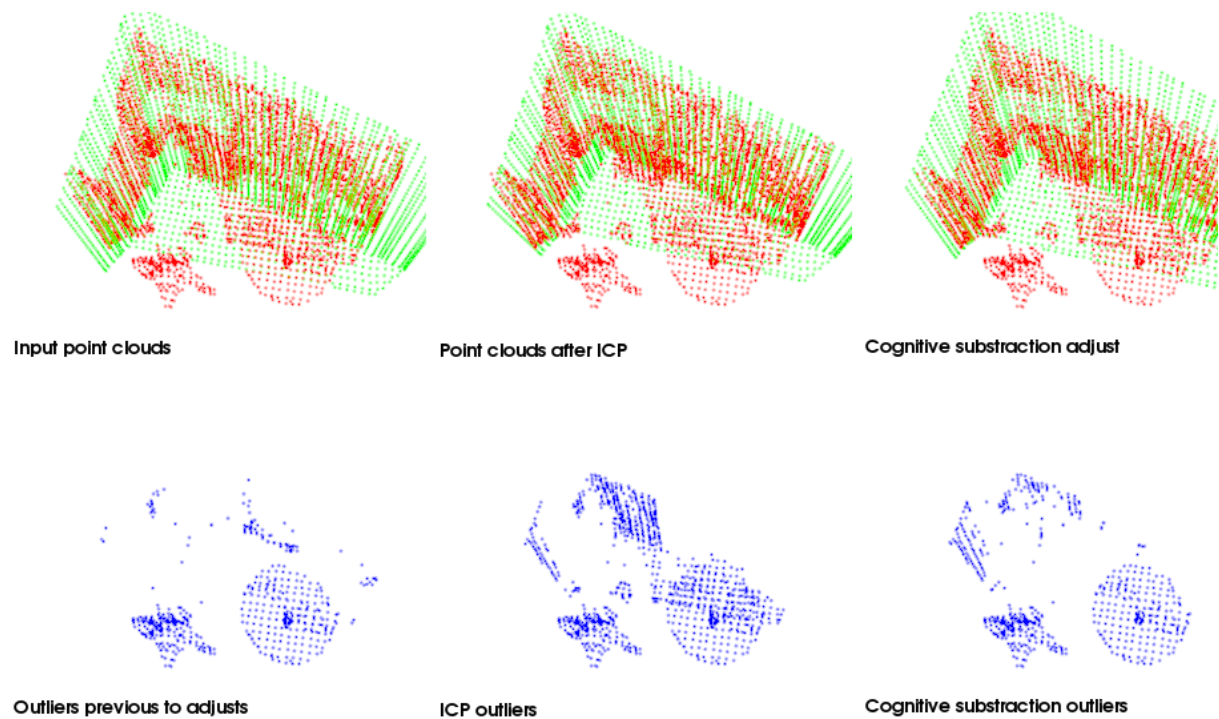 Input point clouds
Point clouds after ICP
Cognitive substraction adjust
Outliers previous to adjusts
ICP outliers
Cognitive substraction outliers